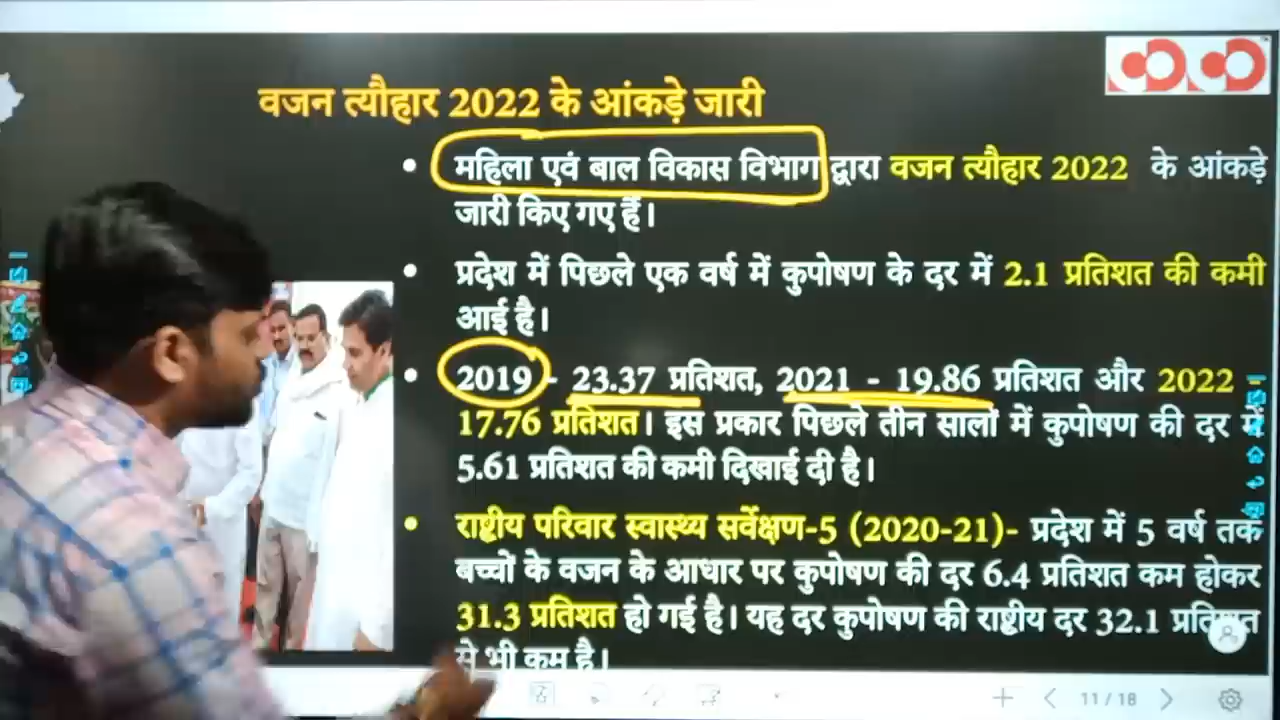 वजन त्यौहार 2022 के आंकड़े जारी
• महिला एवं बाल विकास विभाग द्वारा वजन त्यौहार 2022 के आंकड़े
जारी किए गए हैं।
• प्रदेश में पिछले एक वर्ष में कुपोषण के दर में 2.1 प्रतिशत की कमी
आई है।
• 2019 - 23.37 प्रतिशत, 2021 - 19.86 प्रतिशत और 2022 -
17.76 प्रतिशत। इस प्रकार पिछले तीन सालों में कुपोषण की दर में
5.61 प्रतिशत की कमी दिखाई दी है।
• राष्ट्रीय परिवार स्वास्थ्य सर्वेक्षण-5 (2020-21)- प्रदेश में 5 वर्ष तक
बच्चों के वजन के आधार पर कुपोषण की दर 6.4 प्रतिशत कम होकर
31.3 प्रतिशत हो गई है। यह दर कुपोषण की राष्ट्रीय दर 32.1 प्रतिशत
से भी कम है।
11 / 18